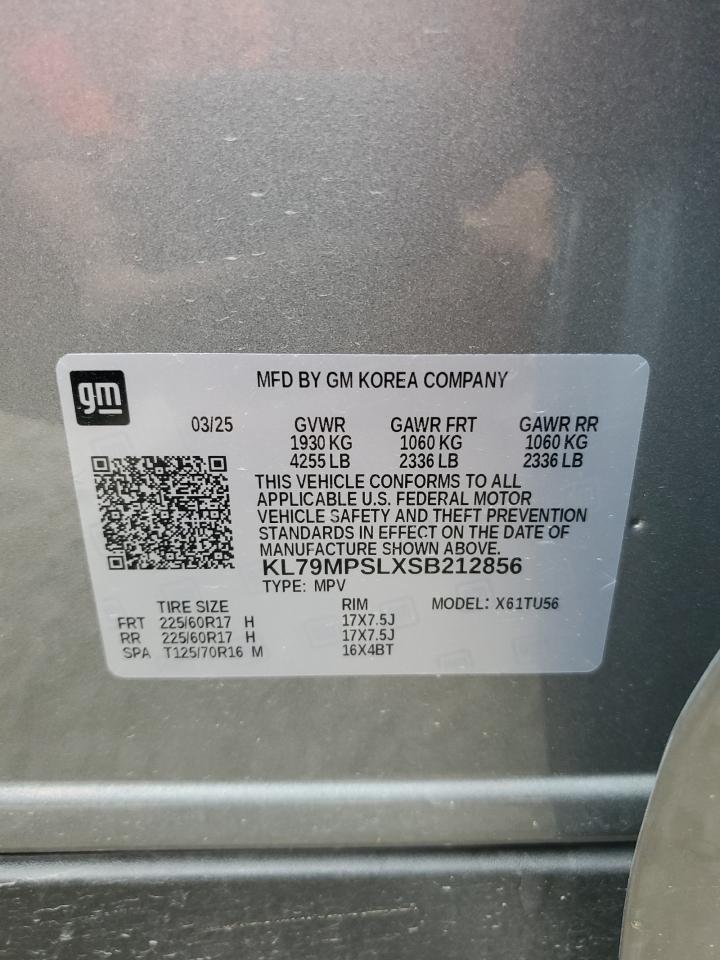 gm
MFD BY GM KOREA COMPANY
03/25 GVWR GAWR FRT GAWR RR
1930 KG 1060 KG 1060 KG
4255 LB 2336 LB 2336 LB
THIS VEHICLE CONFORMS TO ALL
APPLICABLE U.S. FEDERAL MOTOR
VEHICLE SAFETY AND THEFT PREVENTION
STANDARDS IN EFFECT ON THE DATE OF
MANUFACTURE SHOWN ABOVE.
KL79MPSLXSB212856
TYPE: MPV
TIRE SIZE RIM MODEL: X61TU56
FRT 225/60R17 H 17X7.5J
RR 225/60R17 H 17X7.5J
SPA T125/70R16 M 16X4BT